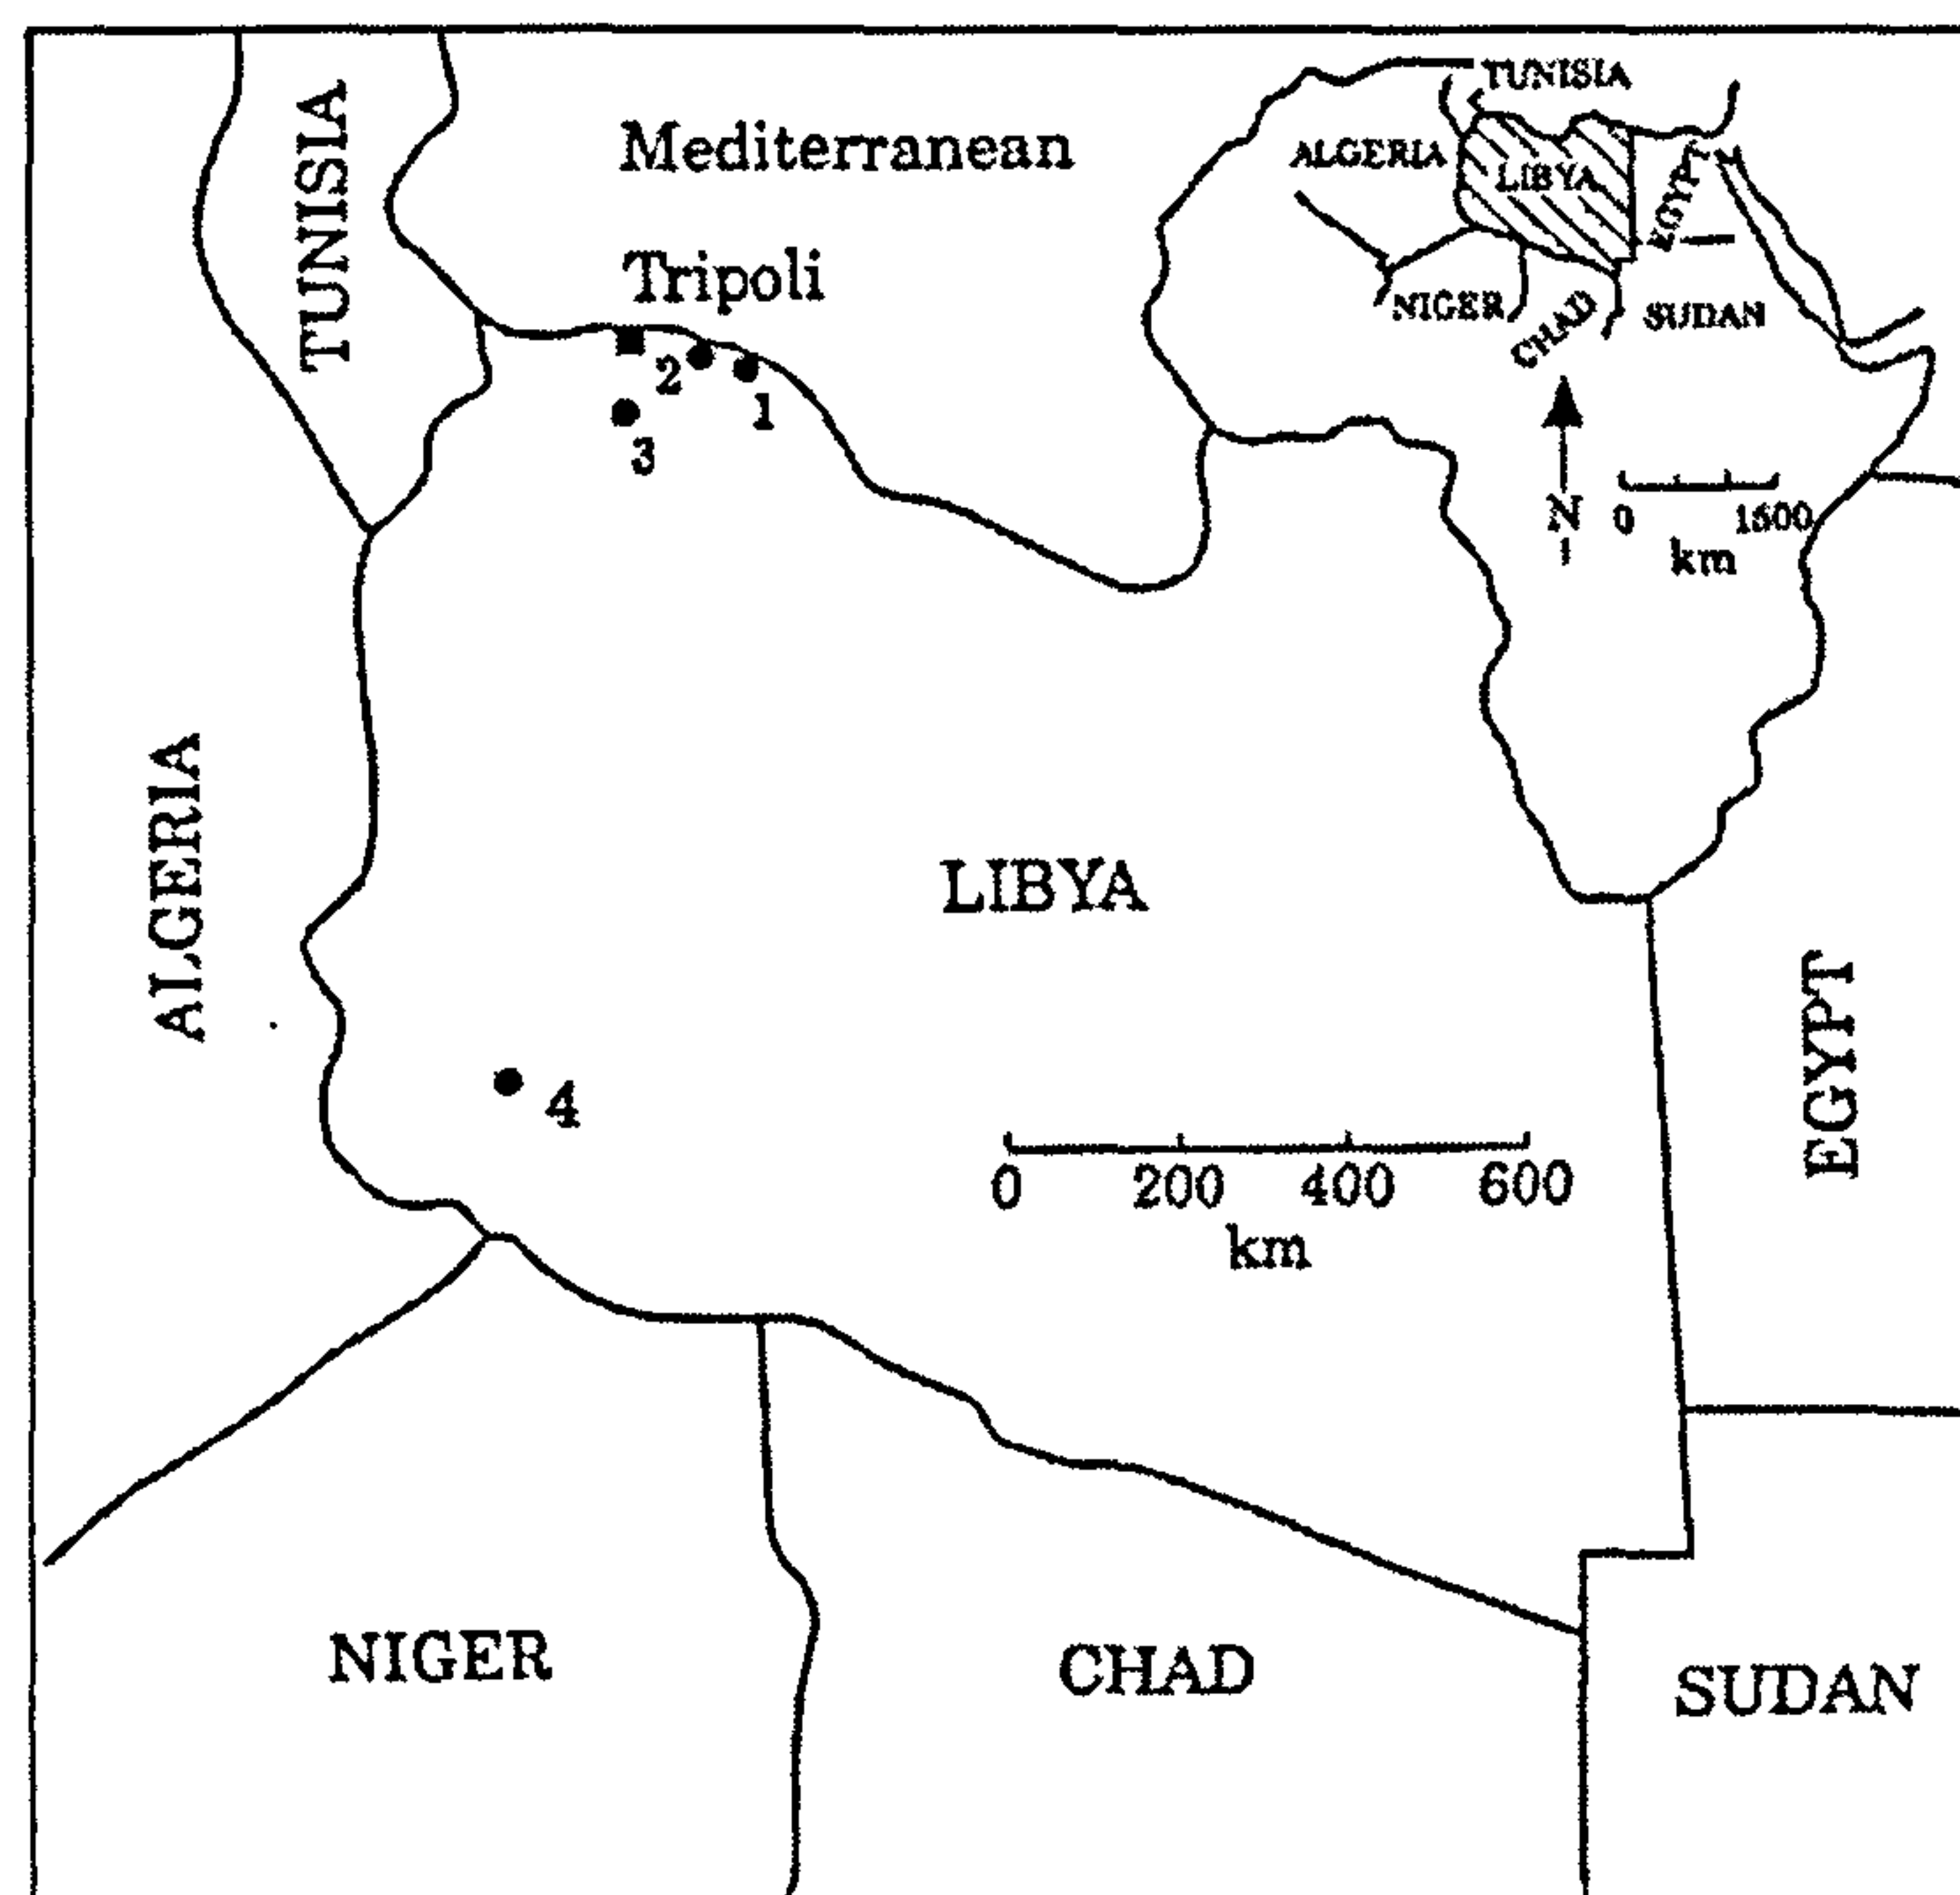 TUNISIA
Mediterranean
Tripoli
2
1
3
TUNISIA
ALGERIA
LIBYA
EGYPT
NIGER
CHAD
SUDAN
N
0 1500
km
ALGERIA
LIBYA
4
0 200 400 600
km
EGYPT
NIGER
CHAD
SUDAN